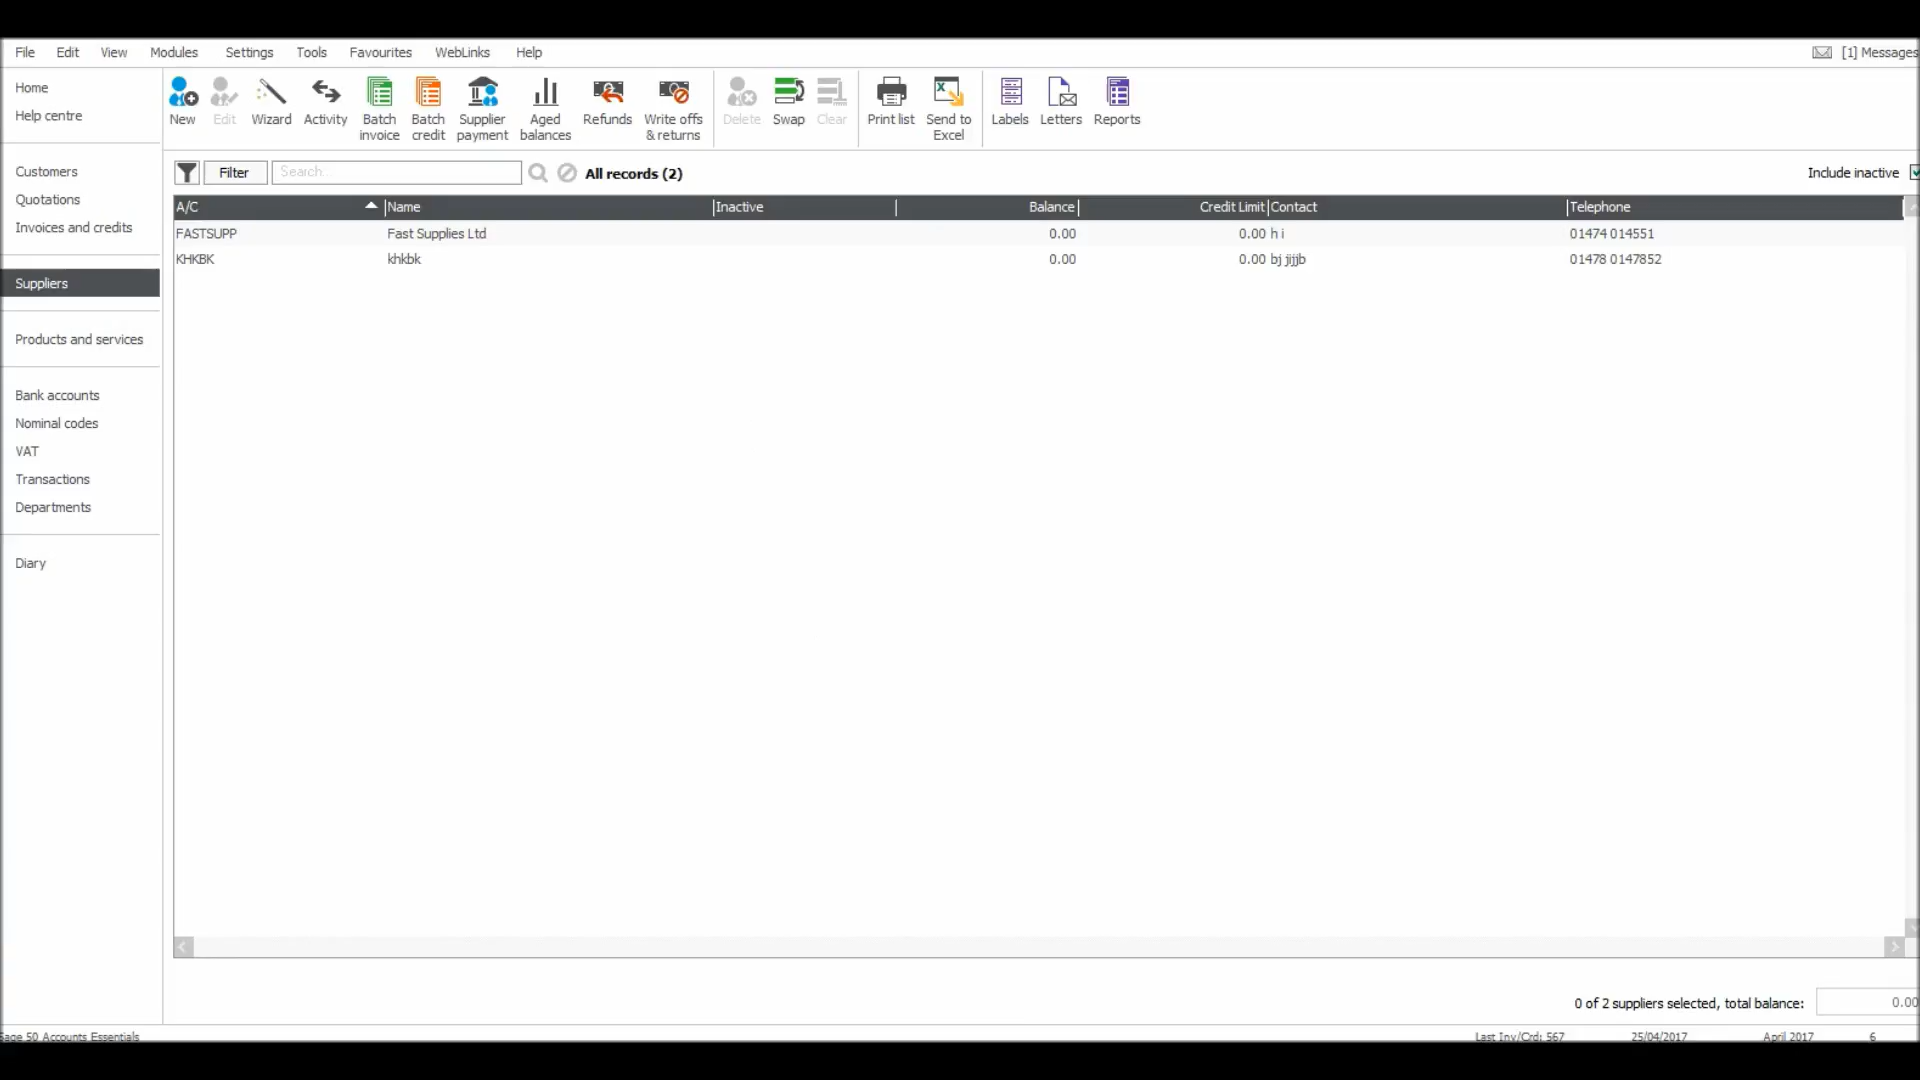 File Edit View Modules Settings Tools Favourites WebLinks Help [1] Messages
Home
Help centre
Customers
Quotations
Invoices and credits
Suppliers
Products and services
Bank accounts
Nominal codes
VAT
Transactions
Departments
Diary
New Edit Wizard Activity Batch invoice Batch credit Supplier payment Aged balances Refunds Write offs & returns Delete Swap Clear Print list Send to Excel Labels Letters Reports
Filter Search... All records (2) Include inactive
A/C Name Inactive Balance Credit Limit Contact Telephone
FASTSUPP Fast Supplies Ltd 0.00 0.00 h i 01474 014551
KHKBK khkbk 0.00 0.00 bj jijjb 01478 0147852
0 of 2 suppliers selected, total balance: 0.00
Sage 50 Accounts Essentials Last Inv/Crd: 567 25/04/2017 April 2017 6